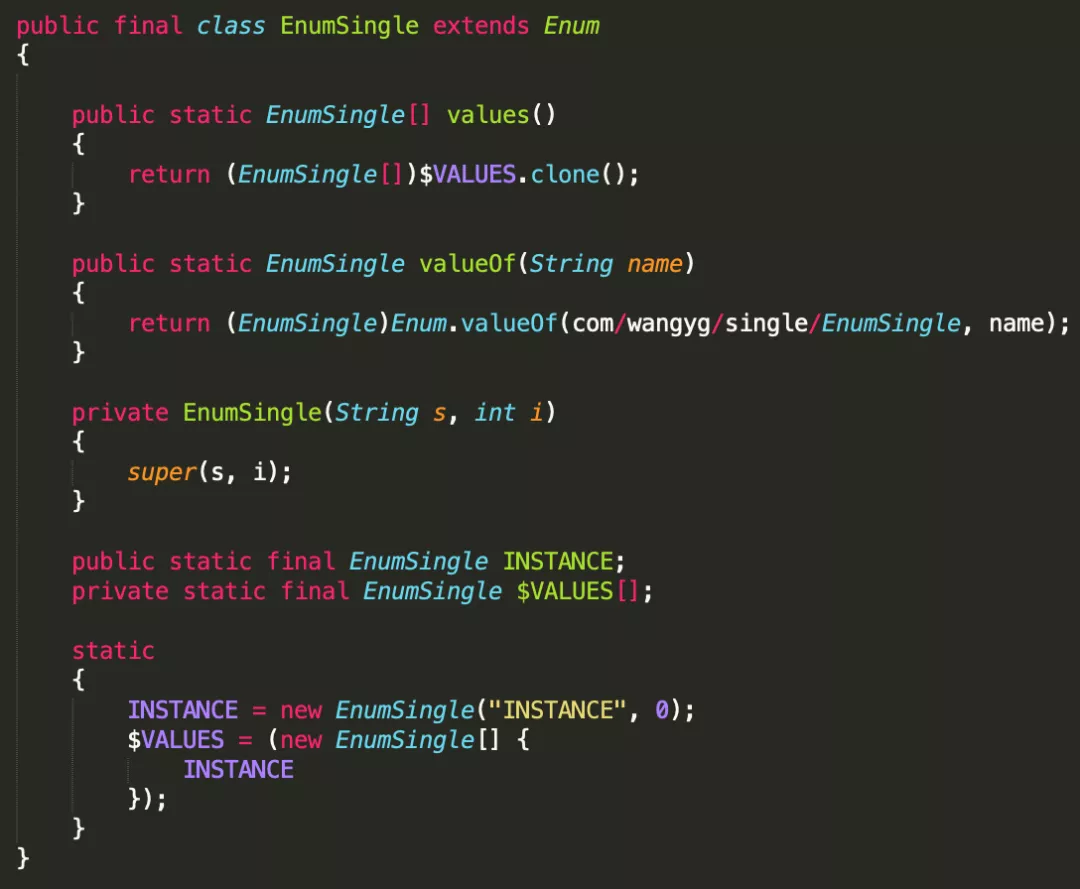 public final class EnumSingle extends Enum
{
public static EnumSingle[] values()
{
return (EnumSingle[])$VALUES.clone();
}
public static EnumSingle valueOf(String name)
{
return (EnumSingle)Enum.valueOf(com/wangyg/single/EnumSingle, name);
}
private EnumSingle(String s, int i)
{
super(s, i);
}
public static final EnumSingle INSTANCE;
private static final EnumSingle $VALUES[];
static
{
INSTANCE = new EnumSingle("INSTANCE", 0);
$VALUES = (new EnumSingle[] {
INSTANCE
});
}
}